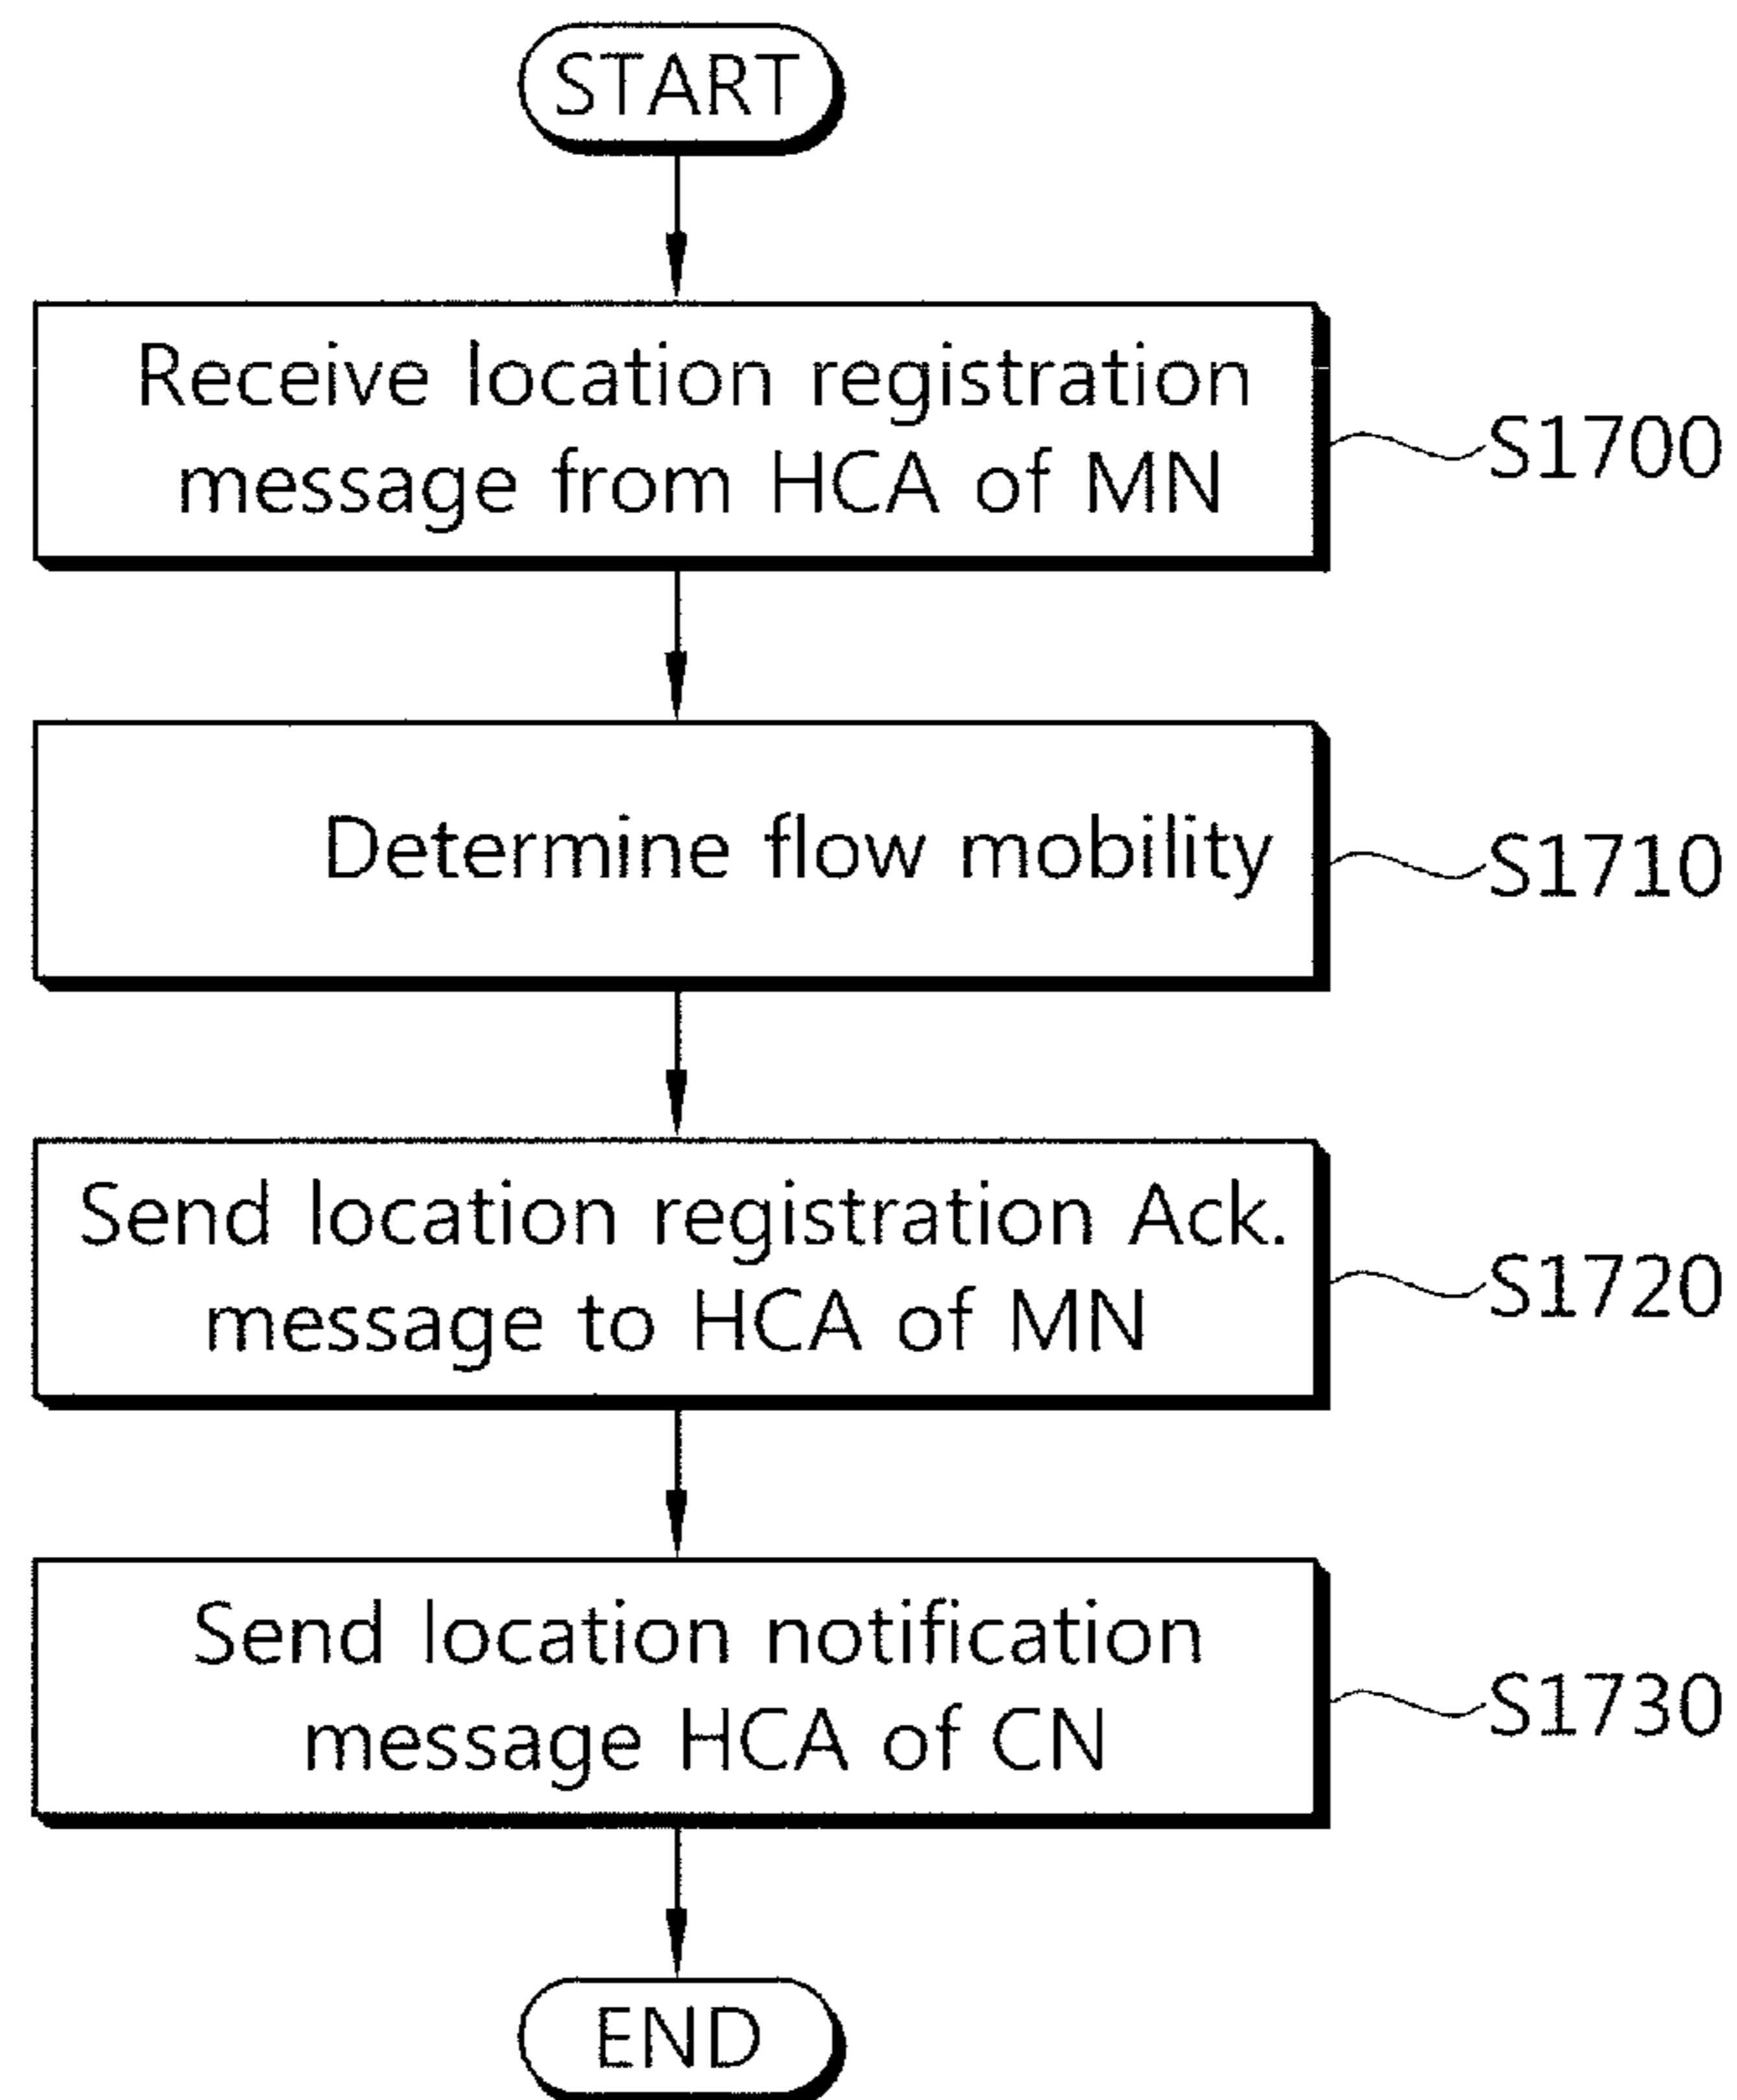 START
Receive location registration
message from HCA of MN
S1700
Determine flow mobility
S1710
Send location registration Ack.
message to HCA of MN
S1720
Send location notification
message HCA of CN
S1730
END